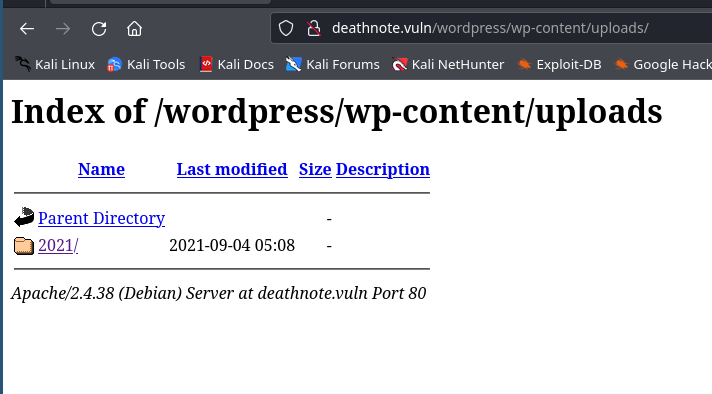 deathnote.vuln/wordpress/wp-content/uploads/
Kali Linux Kali Tools Kali Docs Kali Forums Kali NetHunter Exploit-DB Google Hack
Index of /wordpress/wp-content/uploads
Name Last modified Size Description
Parent Directory -
2021/ 2021-09-04 05:08 -
Apache/2.4.38 (Debian) Server at deathnote.vuln Port 80